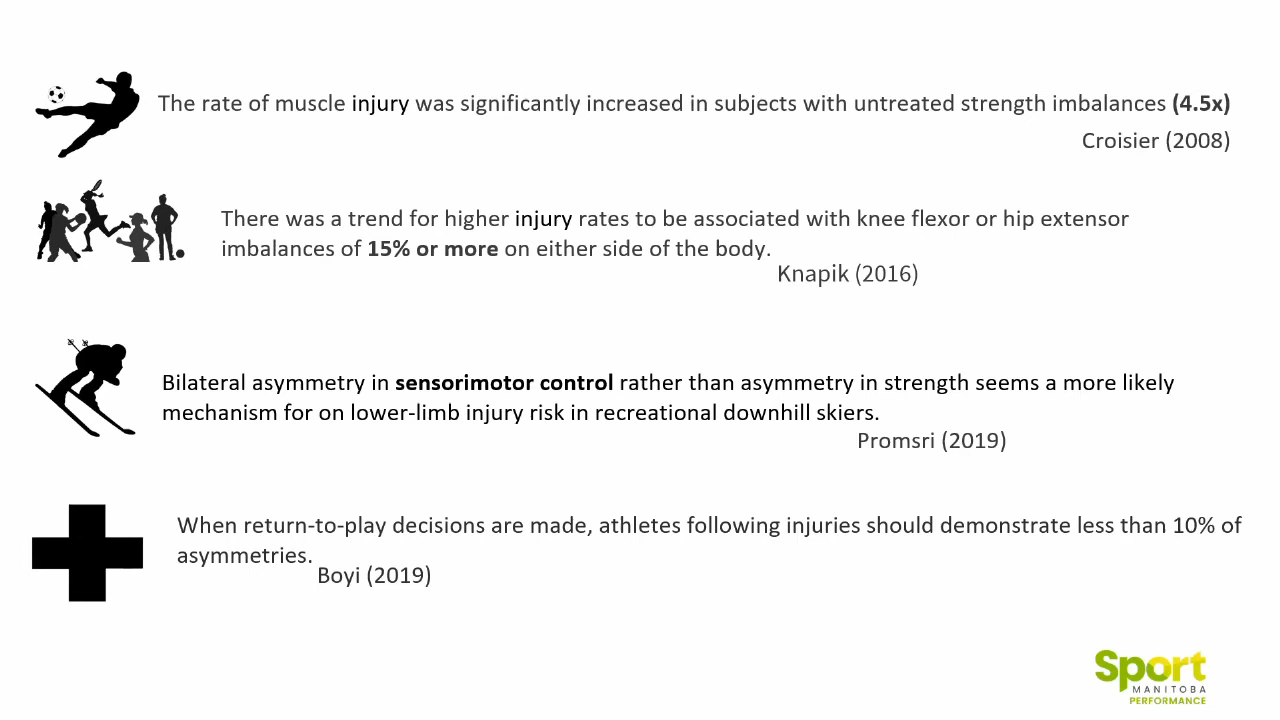 The rate of muscle injury was significantly increased in subjects with untreated strength imbalances (4.5x)
Croisier (2008)
There was a trend for higher injury rates to be associated with knee flexor or hip extensor
imbalances of 15% or more on either side of the body.
Knapik (2016)
Bilateral asymmetry in sensorimotor control rather than asymmetry in strength seems a more likely
mechanism for on lower-limb injury risk in recreational downhill skiers.
Promsri (2019)
When return-to-play decisions are made, athletes following injuries should demonstrate less than 10% of
asymmetries.
Boyi (2019)
Sport
MANITOBA
PERFORMANCE